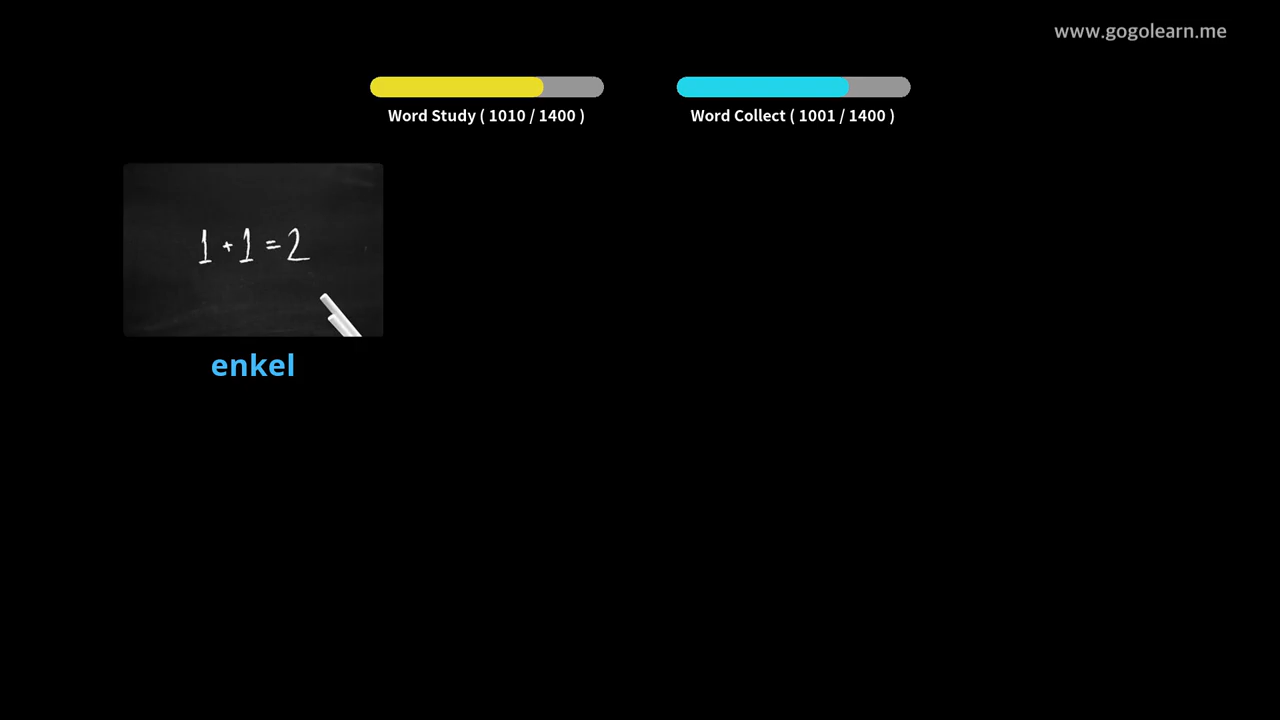 www.gogolearn.me
Word Study ( 1010 / 1400 )
Word Collect ( 1001 / 1400 )
1 + 1 = 2
enkel